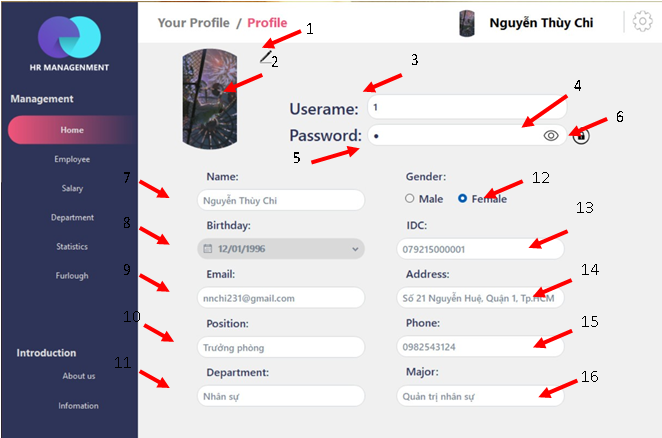 Your Profile / Profile
Nguyễn Thùy Chi
1
2
3
4
5
6
HR MANAGENMENT
Management
Home
Employee
Salary
Department
Statistics
Furlough
Introduction
About us
Infomation
Userame: 1
Password: •
Name:
Nguyễn Thùy Chi
7
Gender:
Male Female
12
Birthday:
12/01/1996
8
IDC:
079215000001
13
Email:
nnchi231@gmail.com
9
Address:
Số 21 Nguyễn Huệ, Quận 1, Tp.HCM
14
Position:
Trưởng phòng
10
Phone:
0982543124
15
Department:
Nhân sự
11
Major:
Quản trị nhân sự
16